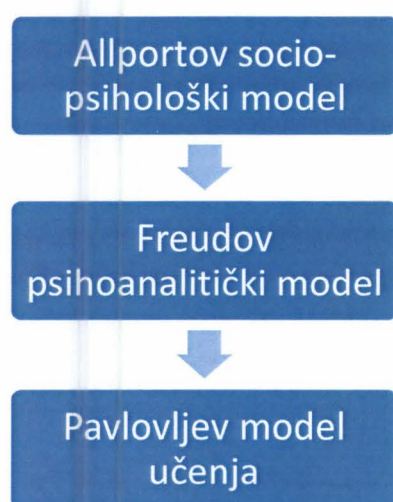 Allportov socio-
psihološki model
Freudov
psihoanalitički model
Pavlovljev model
učenja